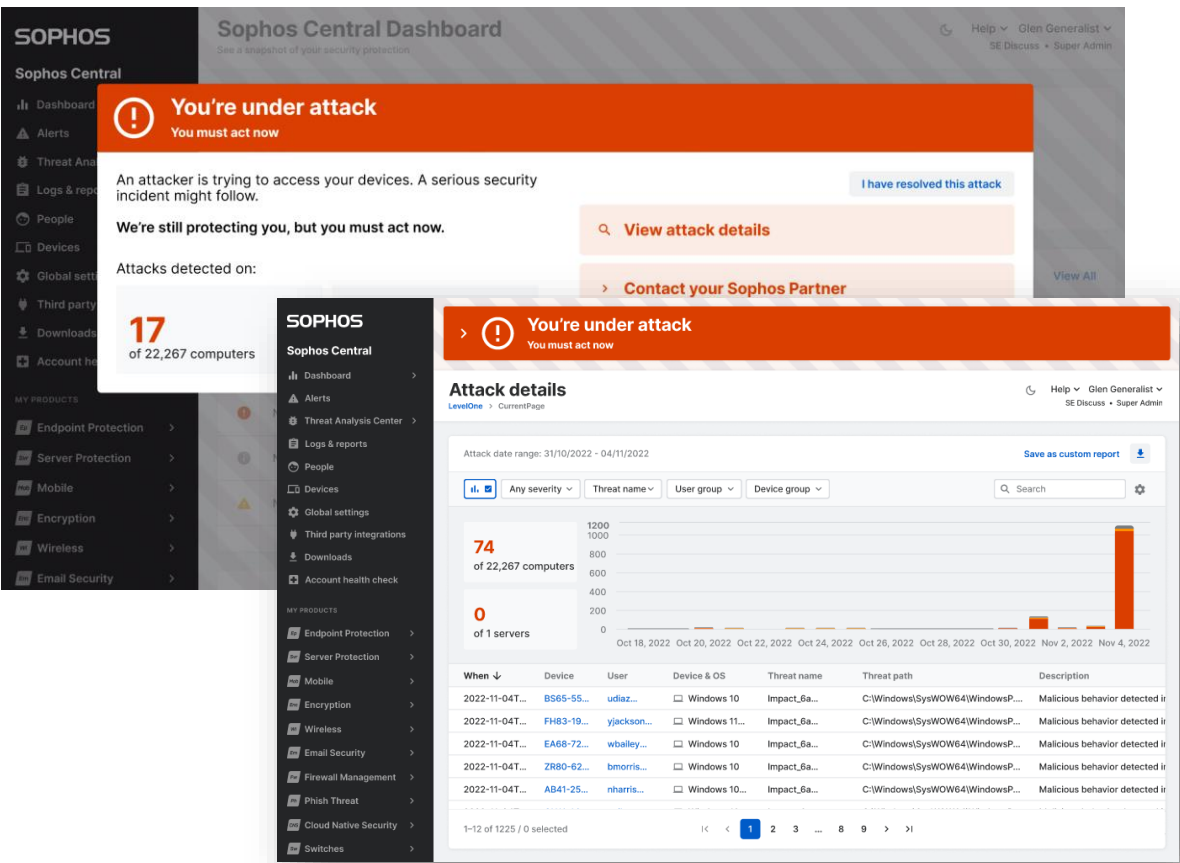 SOPHOS
Sophos Central
Dashboard
Alerts
Threat Ana
Logs & repo
People
Devices
Global setti
Third party
Downloads
Account he
MY PRODUCTS
Endpoint Protection
Server Protection
Mobile
Encryption
Wireless
Email Security
Sophos Central Dashboard
See a snapshot of your security protection
Help
Glen Generalist
SE Discuss • Super Admin
View All
You're under attack
You must act now
An attacker is trying to access your devices. A serious security
incident might follow.
We're still protecting you, but you must act now.
Attacks detected on:
17
of 22,267 computers
I have resolved this attack
View attack details
Contact your Sophos Partner
SOPHOS
Sophos Central
Dashboard
Alerts
Threat Analysis Center
Logs & reports
People
Devices
Global settings
Third party integrations
Downloads
Account health check
MY PRODUCTS
Endpoint Protection
Server Protection
Mobile
Encryption
Wireless
Email Security
Firewall Management
Phish Threat
Cloud Native Security
Switches
You're under attack
You must act now
Attack details
LevelOne > CurrentPage
Help Glen Generalist
SE Discuss • Super Admin
Attack date range: 31/10/2022 - 04/11/2022
Save as custom report
Any severity Threat name User group Device group Search
74
of 22,267 computers
0
of 1 servers
1200
1000
800
600
400
200
0
Oct 18, 2022 Oct 20, 2022 Oct 22, 2022 Oct 24, 2022 Oct 26, 2022 Oct 28, 2022 Oct 30, 2022 Nov 2, 2022 Nov 4, 2022
When Device User Device & OS Threat name Threat path Description
2022-11-04T... BS65-55... udiaz... Windows 10 Impact_6a... C:\Windows\SysWOW64\WindowsP.... Malicious behavior detected in
2022-11-04T... FH83-19... yjackson... Windows 11... Impact_6a... C:\Windows\SysWOW64\WindowsP... Malicious behavior detected in
2022-11-04T... EA68-72... wbailey... Windows 10 Impact_6a... C:\Windows\SysWOW64\WindowsP... Malicious behavior detected in
2022-11-04T... ZR80-62... bmorris... Windows 10 Impact_6a... C:\Windows\SysWOW64\WindowsP... Malicious behavior detected in
2022-11-04T... AB41-25... nharris... Windows 10... Impact_6a... C:\Windows\SysWOW64\WindowsP... Malicious behavior detected in
1–12 of 1225 / 0 selected
1 2 3 ... 8 9